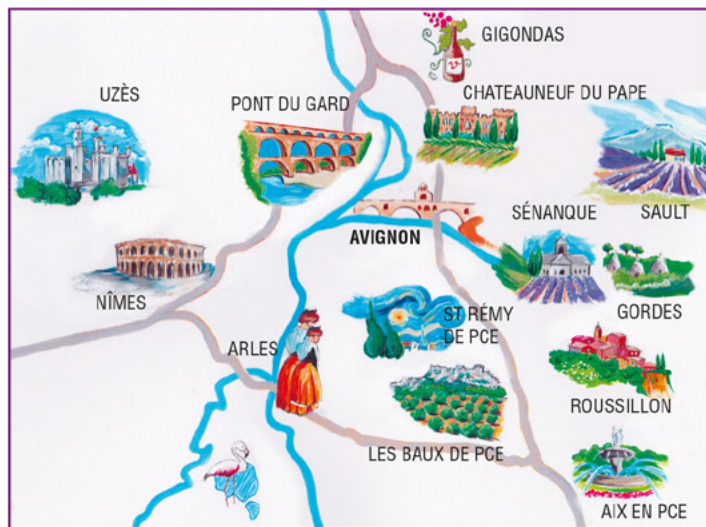 GIGONDAS
UZÈS
PONT DU GARD
CHATEAUNEUF DU PAPE
AVIGNON
SÉNANQUE
SAULT
NÎMES
GORDES
ARLES
ST RÉMY
DE PCE
ROUSSILLON
LES BAUX DE PCE
AIX EN PCE